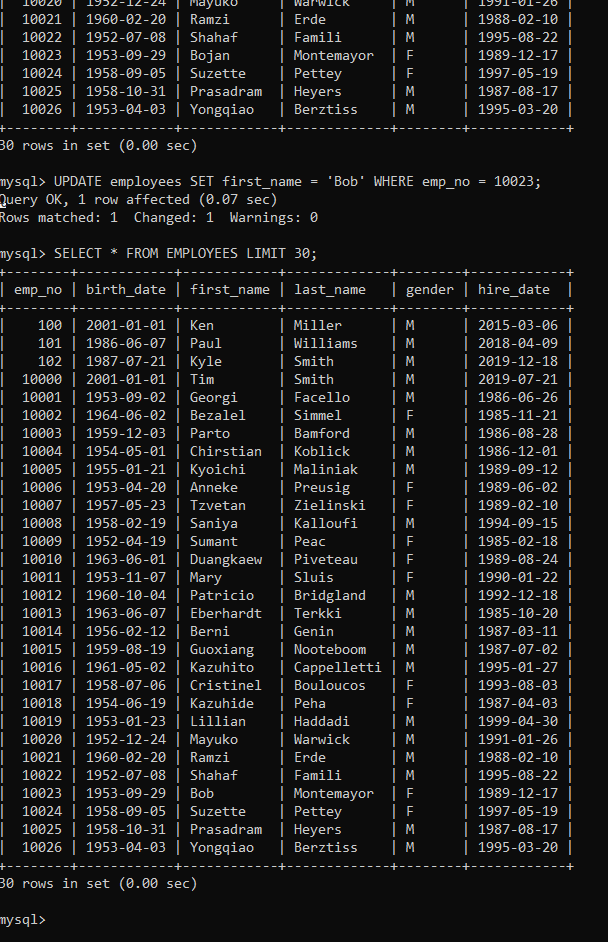 | 10020 | 1952-12-24 | Mayuko     | Warwick     | M      | 1991-01-26 |
| 10021 | 1960-02-20 | Ramzi      | Erde        | M      | 1988-02-10 |
| 10022 | 1952-07-08 | Shahaf     | Famili      | M      | 1995-08-22 |
| 10023 | 1953-09-29 | Bojan      | Montemayor  | F      | 1989-12-17 |
| 10024 | 1958-09-05 | Suzette    | Pettey      | F      | 1997-05-19 |
| 10025 | 1958-10-31 | Prasadram  | Heyers      | M      | 1987-08-17 |
| 10026 | 1953-04-03 | Yongqiao   | Berztiss    | M      | 1995-03-20 |
+--------+------------+------------+-------------+--------+------------+
30 rows in set (0.00 sec)
mysql> UPDATE employees SET first_name = 'Bob' WHERE emp_no = 10023;
Query OK, 1 row affected (0.07 sec)
Rows matched: 1  Changed: 1  Warnings: 0
mysql> SELECT * FROM EMPLOYEES LIMIT 30;
+--------+------------+------------+-------------+--------+------------+
| emp_no | birth_date | first_name | last_name   | gender | hire_date  |
+--------+------------+------------+-------------+--------+------------+
|    100 | 2001-01-01 | Ken        | Miller      | M      | 2015-03-06 |
|    101 | 1986-06-07 | Paul       | Williams    | M      | 2018-04-09 |
|    102 | 1987-07-21 | Kyle       | Smith       | M      | 2019-12-18 |
|  10000 | 2001-01-01 | Tim        | Smith       | M      | 2019-07-21 |
|  10001 | 1953-09-02 | Georgi     | Facello     | M      | 1986-06-26 |
|  10002 | 1964-06-02 | Bezalel    | Simmel      | F      | 1985-11-21 |
|  10003 | 1959-12-03 | Parto      | Bamford     | M      | 1986-08-28 |
|  10004 | 1954-05-01 | Chirstian  | Koblick     | M      | 1986-12-01 |
|  10005 | 1955-01-21 | Kyoichi    | Maliniak    | M      | 1989-09-12 |
|  10006 | 1953-04-20 | Anneke     | Preusig     | F      | 1989-06-02 |
|  10007 | 1957-05-23 | Tzvetan    | Zielinski   | F      | 1989-02-10 |
|  10008 | 1958-02-19 | Saniya     | Kalloufi    | M      | 1994-09-15 |
|  10009 | 1952-04-19 | Sumant     | Peac        | F      | 1985-02-18 |
|  10010 | 1963-06-01 | Duangkaew  | Piveteau    | F      | 1989-08-24 |
|  10011 | 1953-11-07 | Mary       | Sluis       | F      | 1990-01-22 |
|  10012 | 1960-10-04 | Patricio   | Bridgland   | M      | 1992-12-18 |
|  10013 | 1963-06-07 | Eberhardt  | Terkki      | M      | 1985-10-20 |
|  10014 | 1956-02-12 | Berni      | Genin       | M      | 1987-03-11 |
|  10015 | 1959-08-19 | Guoxiang   | Nooteboom   | M      | 1987-07-02 |
|  10016 | 1961-05-02 | Kazuhito   | Cappelletti | M      | 1995-01-27 |
|  10017 | 1958-07-06 | Cristinel  | Bouloucos   | F      | 1993-08-03 |
|  10018 | 1954-06-19 | Kazuhide   | Peha        | F      | 1987-04-03 |
|  10019 | 1953-01-23 | Lillian    | Haddadi     | M      | 1999-04-30 |
|  10020 | 1952-12-24 | Mayuko     | Warwick     | M      | 1991-01-26 |
|  10021 | 1960-02-20 | Ramzi      | Erde        | M      | 1988-02-10 |
|  10022 | 1952-07-08 | Shahaf     | Famili      | M      | 1995-08-22 |
|  10023 | 1953-09-29 | Bob        | Montemayor  | F      | 1989-12-17 |
|  10024 | 1958-09-05 | Suzette    | Pettey      | F      | 1997-05-19 |
|  10025 | 1958-10-31 | Prasadram  | Heyers      | M      | 1987-08-17 |
|  10026 | 1953-04-03 | Yongqiao   | Berztiss    | M      | 1995-03-20 |
+--------+------------+------------+-------------+--------+------------+
30 rows in set (0.00 sec)
mysql>